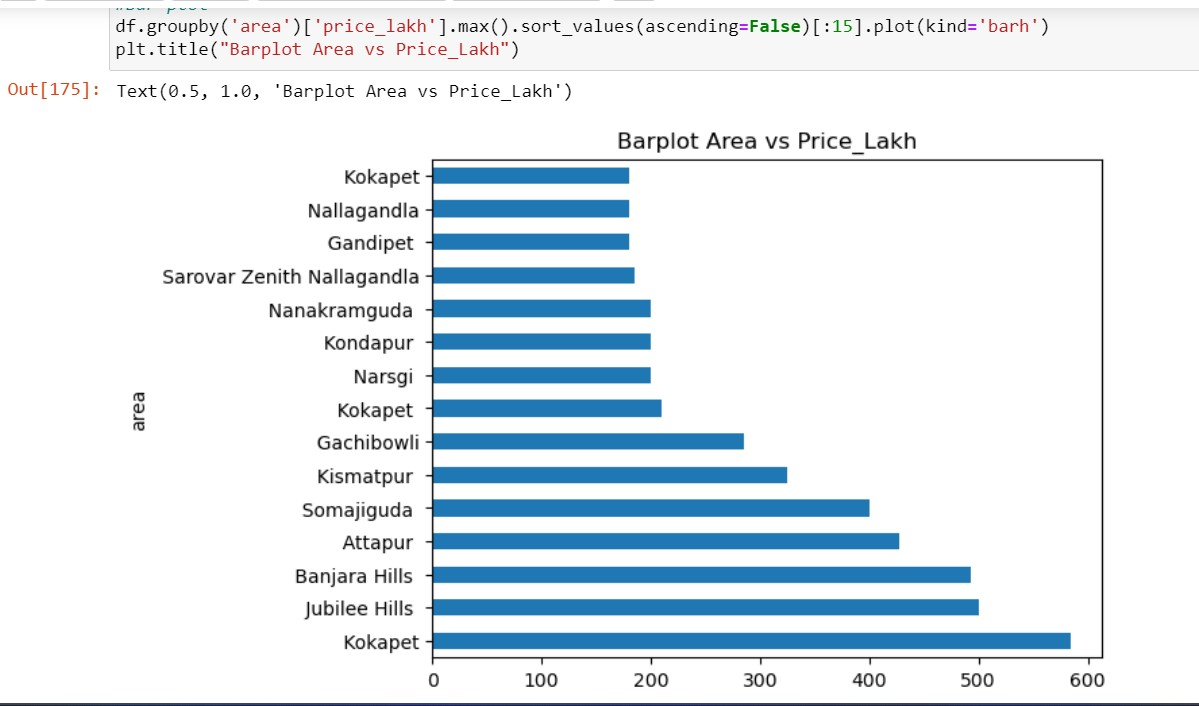 #Bar plot
df.groupby('area')['price_lakh'].max().sort_values(ascending=False)[:15].plot(kind='barh')
plt.title("Barplot Area vs Price_Lakh")
Out[175]: Text(0.5, 1.0, 'Barplot Area vs Price_Lakh')
Barplot Area vs Price_Lakh
area
Kokapet
Nallagandla
Gandipet
Sarovar Zenith Nallagandla
Nanakramguda
Kondapur
Narsgi
Kokapet
Gachibowli
Kismatpur
Somajiguda
Attapur
Banjara Hills
Jubilee Hills
Kokapet
0 100 200 300 400 500 600